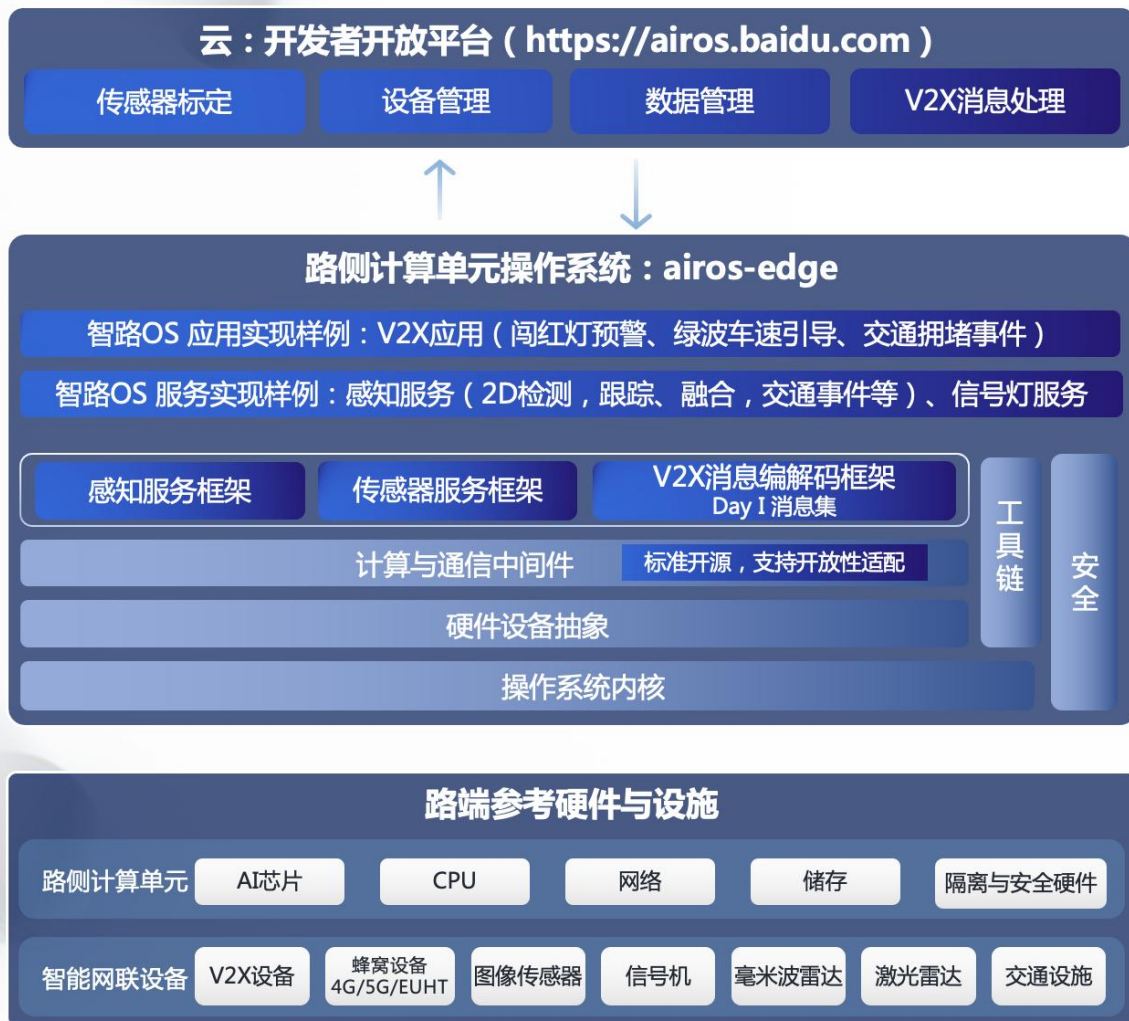 云：开发者开放平台（https://airos.baidu.com）
传感器标定
设备管理
数据管理
V2X消息处理
路侧计算单元操作系统：airos-edge
智路OS 应用实现样例：V2X应用（闯红灯预警、绿波车速引导、交通拥堵事件）
智路OS 服务实现样例：感知服务（2D检测，跟踪、融合，交通事件等）、信号灯服务
感知服务框架
传感器服务框架
V2X消息编解码框架
Day I 消息集
计算与通信中间件
标准开源，支持开放性适配
硬件设备抽象
操作系统内核
工具链
安全
路端参考硬件与设施
路侧计算单元
AI芯片
CPU
网络
储存
隔离与安全硬件
智能网联设备
V2X设备
蜂窝设备
4G/5G/EUHT
图像传感器
信号机
毫米波雷达
激光雷达
交通设施